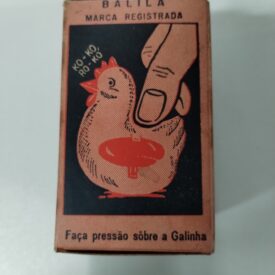 BALILA
MARCA REGISTRADA
KO-KO,
RO-KO
Faça pressão sôbre a Galinha